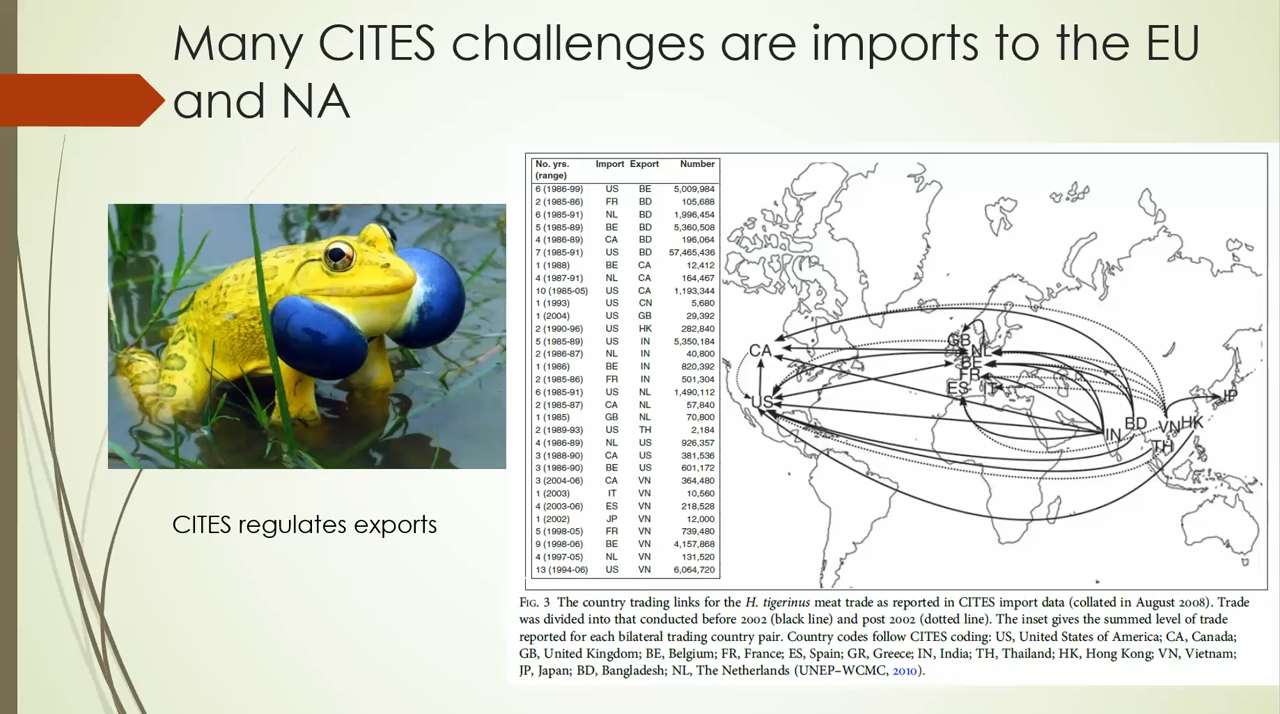 Many CITES challenges are imports to the EU
and NA
CITES regulates exports
No. yrs. Import Export Number
(range)
6 (1986-99) US BE 5,009,984
2 (1985-86) FR BD 105,688
6 (1985-91) NL BD 1,996,454
5 (1985-89) BE BD 5,360,508
4 (1986-89) CA BD 196,064
7 (1985-91) US BD 57,465,436
1 (1988) BE CA 12,412
4 (1987-91) NL CA 164,467
10 (1985-05) US CA 1,193,344
1 (1993) US CN 5,680
1 (2004) US GB 29,392
2 (1990-96) US HK 282,840
5 (1985-89) US IN 5,350,184
2 (1986-87) NL IN 40,800
1 (1986) BE IN 820,392
2 (1985-86) FR IN 501,304
6 (1985-91) US NL 1,490,112
2 (1985-87) CA NL 57,840
1 (1985) GB NL 70,800
2 (1989-93) US TH 2,184
4 (1986-89) NL US 926,357
3 (1988-90) CA US 381,536
3 (1986-90) BE US 601,172
3 (2004-06) CA VN 364,480
1 (2003) IT VN 10,560
4 (2003-06) ES VN 218,528
1 (2002) JP VN 12,000
5 (1998-05) FR VN 739,480
9 (1998-06) BE VN 4,157,868
4 (1997-05) NL VN 131,520
13 (1994-06) US VN 6,064,720
GB
CA
NL
BE
FR
ES IT
JP
US
BD VN HK
IN
TH
FIG. 3 The country trading links for the H. tigerinus meat trade as reported in CITES import data (collated in August 2008). Trade
was divided into that conducted before 2002 (black line) and post 2002 (dotted line). The inset gives the summed level of trade
reported for each bilateral trading country pair. Country codes follow CITES coding: US, United States of America; CA, Canada;
GB, United Kingdom; BE, Belgium; FR, France; ES, Spain; GR, Greece; IN, India; TH, Thailand; HK, Hong Kong; VN, Vietnam;
JP, Japan; BD, Bangladesh; NL, The Netherlands (UNEP–WCMC, 2010).